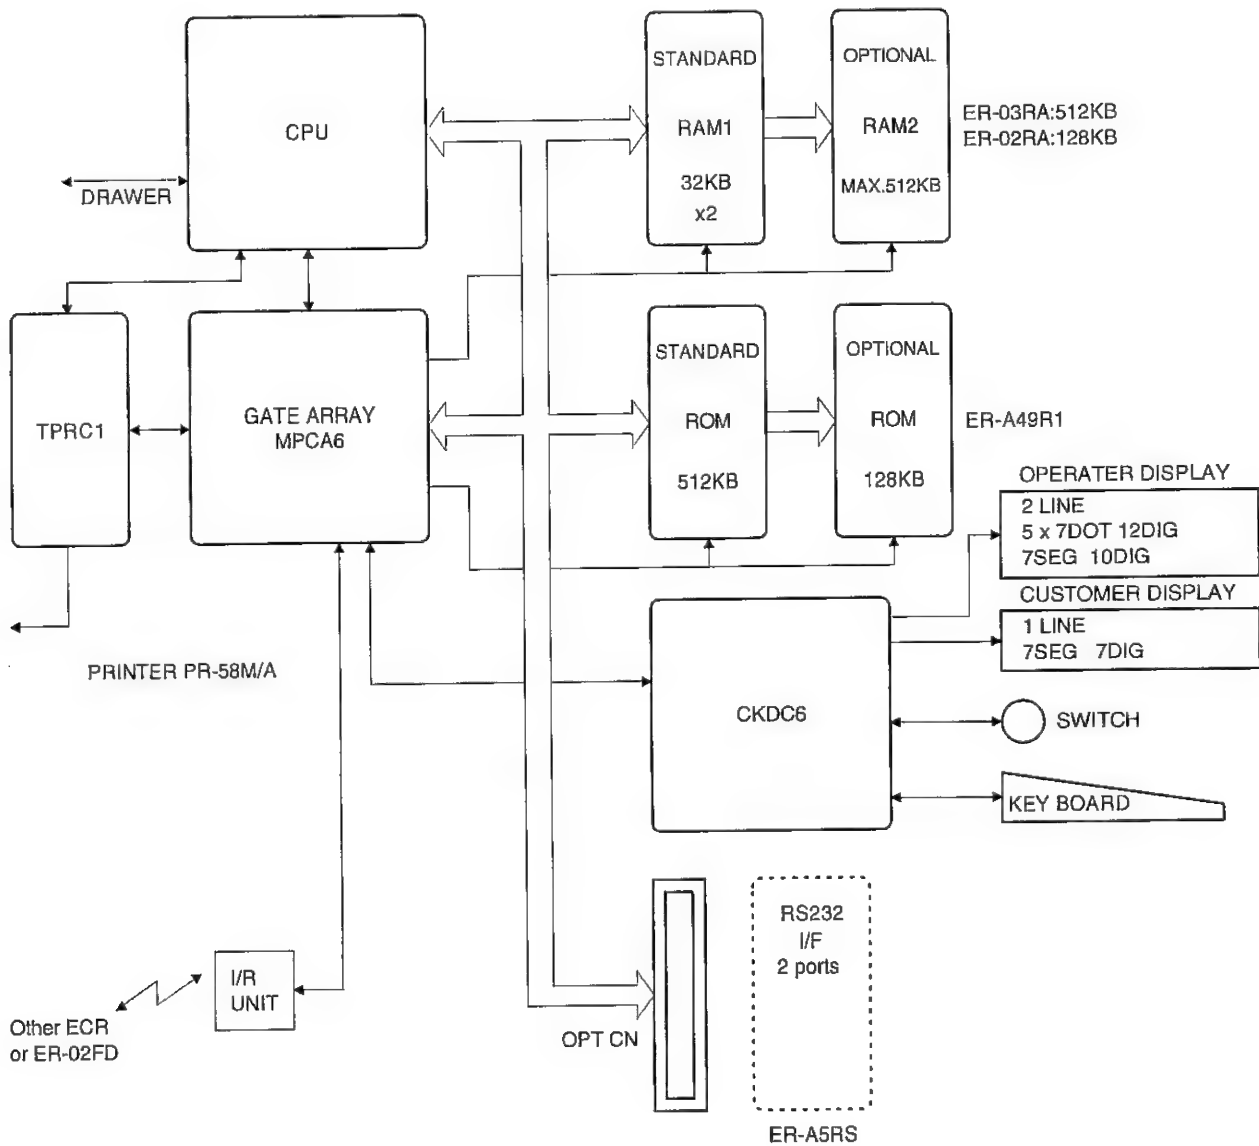 CPU
DRAWER
STANDARD
RAM1
32KB
x2
OPTIONAL
RAM2
MAX.512KB
ER-03RA:512KB
ER-02RA:128KB
TPRC1
GATE ARRAY
MPCA6
STANDARD
ROM
512KB
OPTIONAL
ROM
128KB
ER-A49R1
OPERATER DISPLAY
2 LINE
5 x 7DOT 12DIG
7SEG 10DIG
CUSTOMER DISPLAY
1 LINE
7SEG 7DIG
PRINTER PR-58M/A
CKDC6
SWITCH
KEY BOARD
I/R
UNIT
Other ECR
or ER-02FD
OPT CN
RS232
I/F
2 ports
ER-A5RS